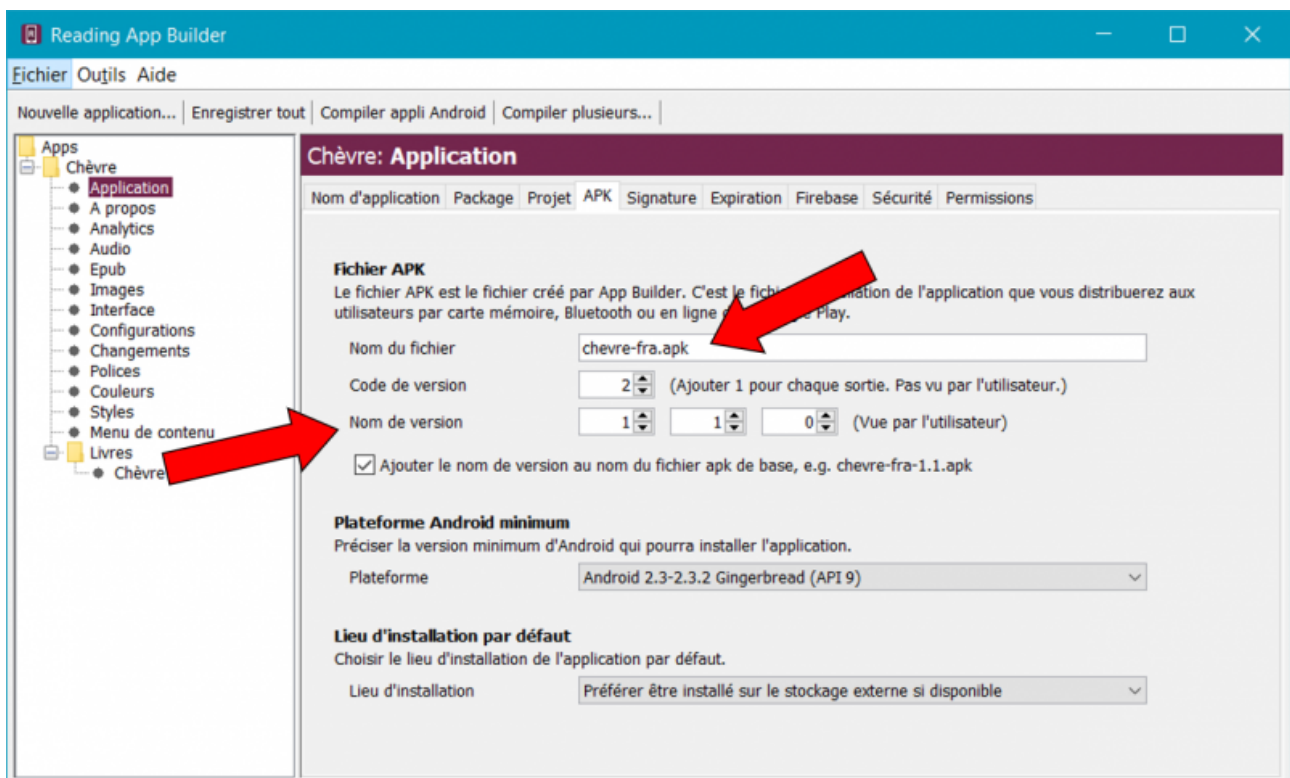 Reading App Builder
Fichier Outils Aide
Nouvelle application... Enregistrer tout Compiler appli Android Compiler plusieurs...
Apps
Chèvre
Application
A propos
Analytics
Audio
Epub
Images
Interface
Configurations
Changements
Polices
Couleurs
Styles
Menu de contenu
Livres
Chèvre
Chèvre: Application
Nom d'application Package Projet APK Signature Expiration Firebase Sécurité Permissions
Fichier APK
Le fichier APK est le fichier créé par App Builder. C'est le de l'application que vous distribuerez aux
utilisateurs par carte mémoire, Bluetooth ou en ligne Play.
Nom du fichier chevre-fra.apk
Code de version 2 (Ajouter 1 pour chaque sortie. Pas vu par l'utilisateur.)
Nom de version 1 1 0 (Vue par l'utilisateur)
Ajouter le nom de version au nom du fichier apk de base, e.g. chevre-fra-1.1.apk
Plateforme Android minimum
Préciser la version minimum d'Android qui pourra installer l'application.
Plateforme Android 2.3-2.3.2 Gingerbread (API 9)
Lieu d'installation par défaut
Choisir le lieu d'installation de l'application par défaut.
Lieu d'installation Préférer être installé sur le stockage externe si disponible